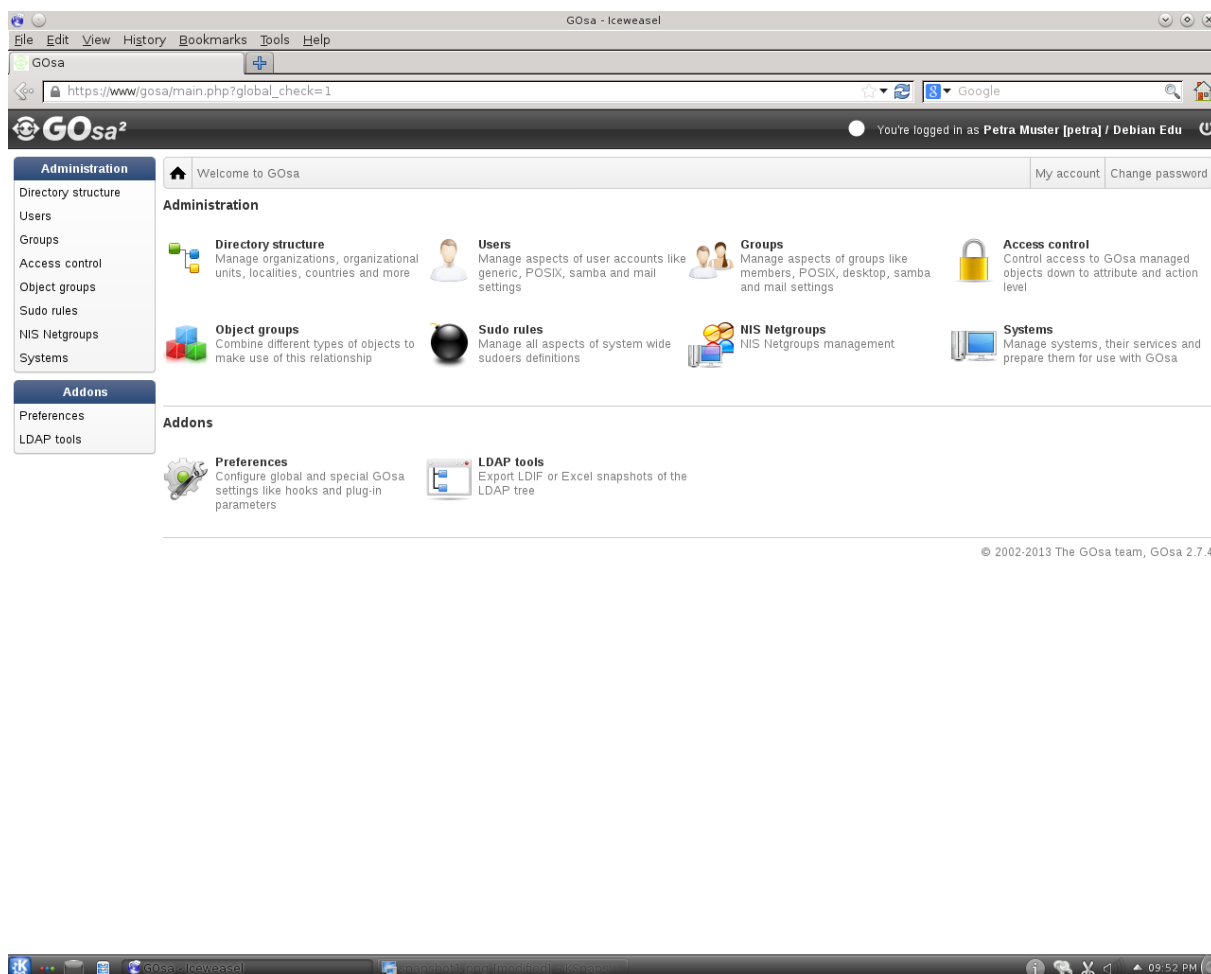 GOsa - Iceweasel
File Edit View History Bookmarks Tools Help
GOsa
https://www/gosa/main.php?global_check=1
Google
GOsa²
You're logged in as Petra Muster [petra] / Debian Edu
Administration
Directory structure
Users
Groups
Access control
Object groups
Sudo rules
NIS Netgroups
Systems
Addons
Preferences
LDAP tools
Welcome to GOsa
My account
Change password
Administration
Directory structure
Manage organizations, organizational
units, localities, countries and more
Users
Manage aspects of user accounts like
generic, POSIX, samba and mail
settings
Groups
Manage aspects of groups like
members, POSIX, desktop, samba
and mail settings
Access control
Control access to GOsa managed
objects down to attribute and action
level
Object groups
Combine different types of objects to
make use of this relationship
Sudo rules
Manage all aspects of system wide
sudoers definitions
NIS Netgroups
NIS Netgroups management
Systems
Manage systems, their services and
prepare them for use with GOsa
Addons
Preferences
Configure global and special GOsa
settings like hooks and plug-in
parameters
LDAP tools
Export LDIF or Excel snapshots of the
LDAP tree
© 2002-2013 The GOsa team, GOsa 2.7.4
GOsa - Iceweasel
09:52 PM